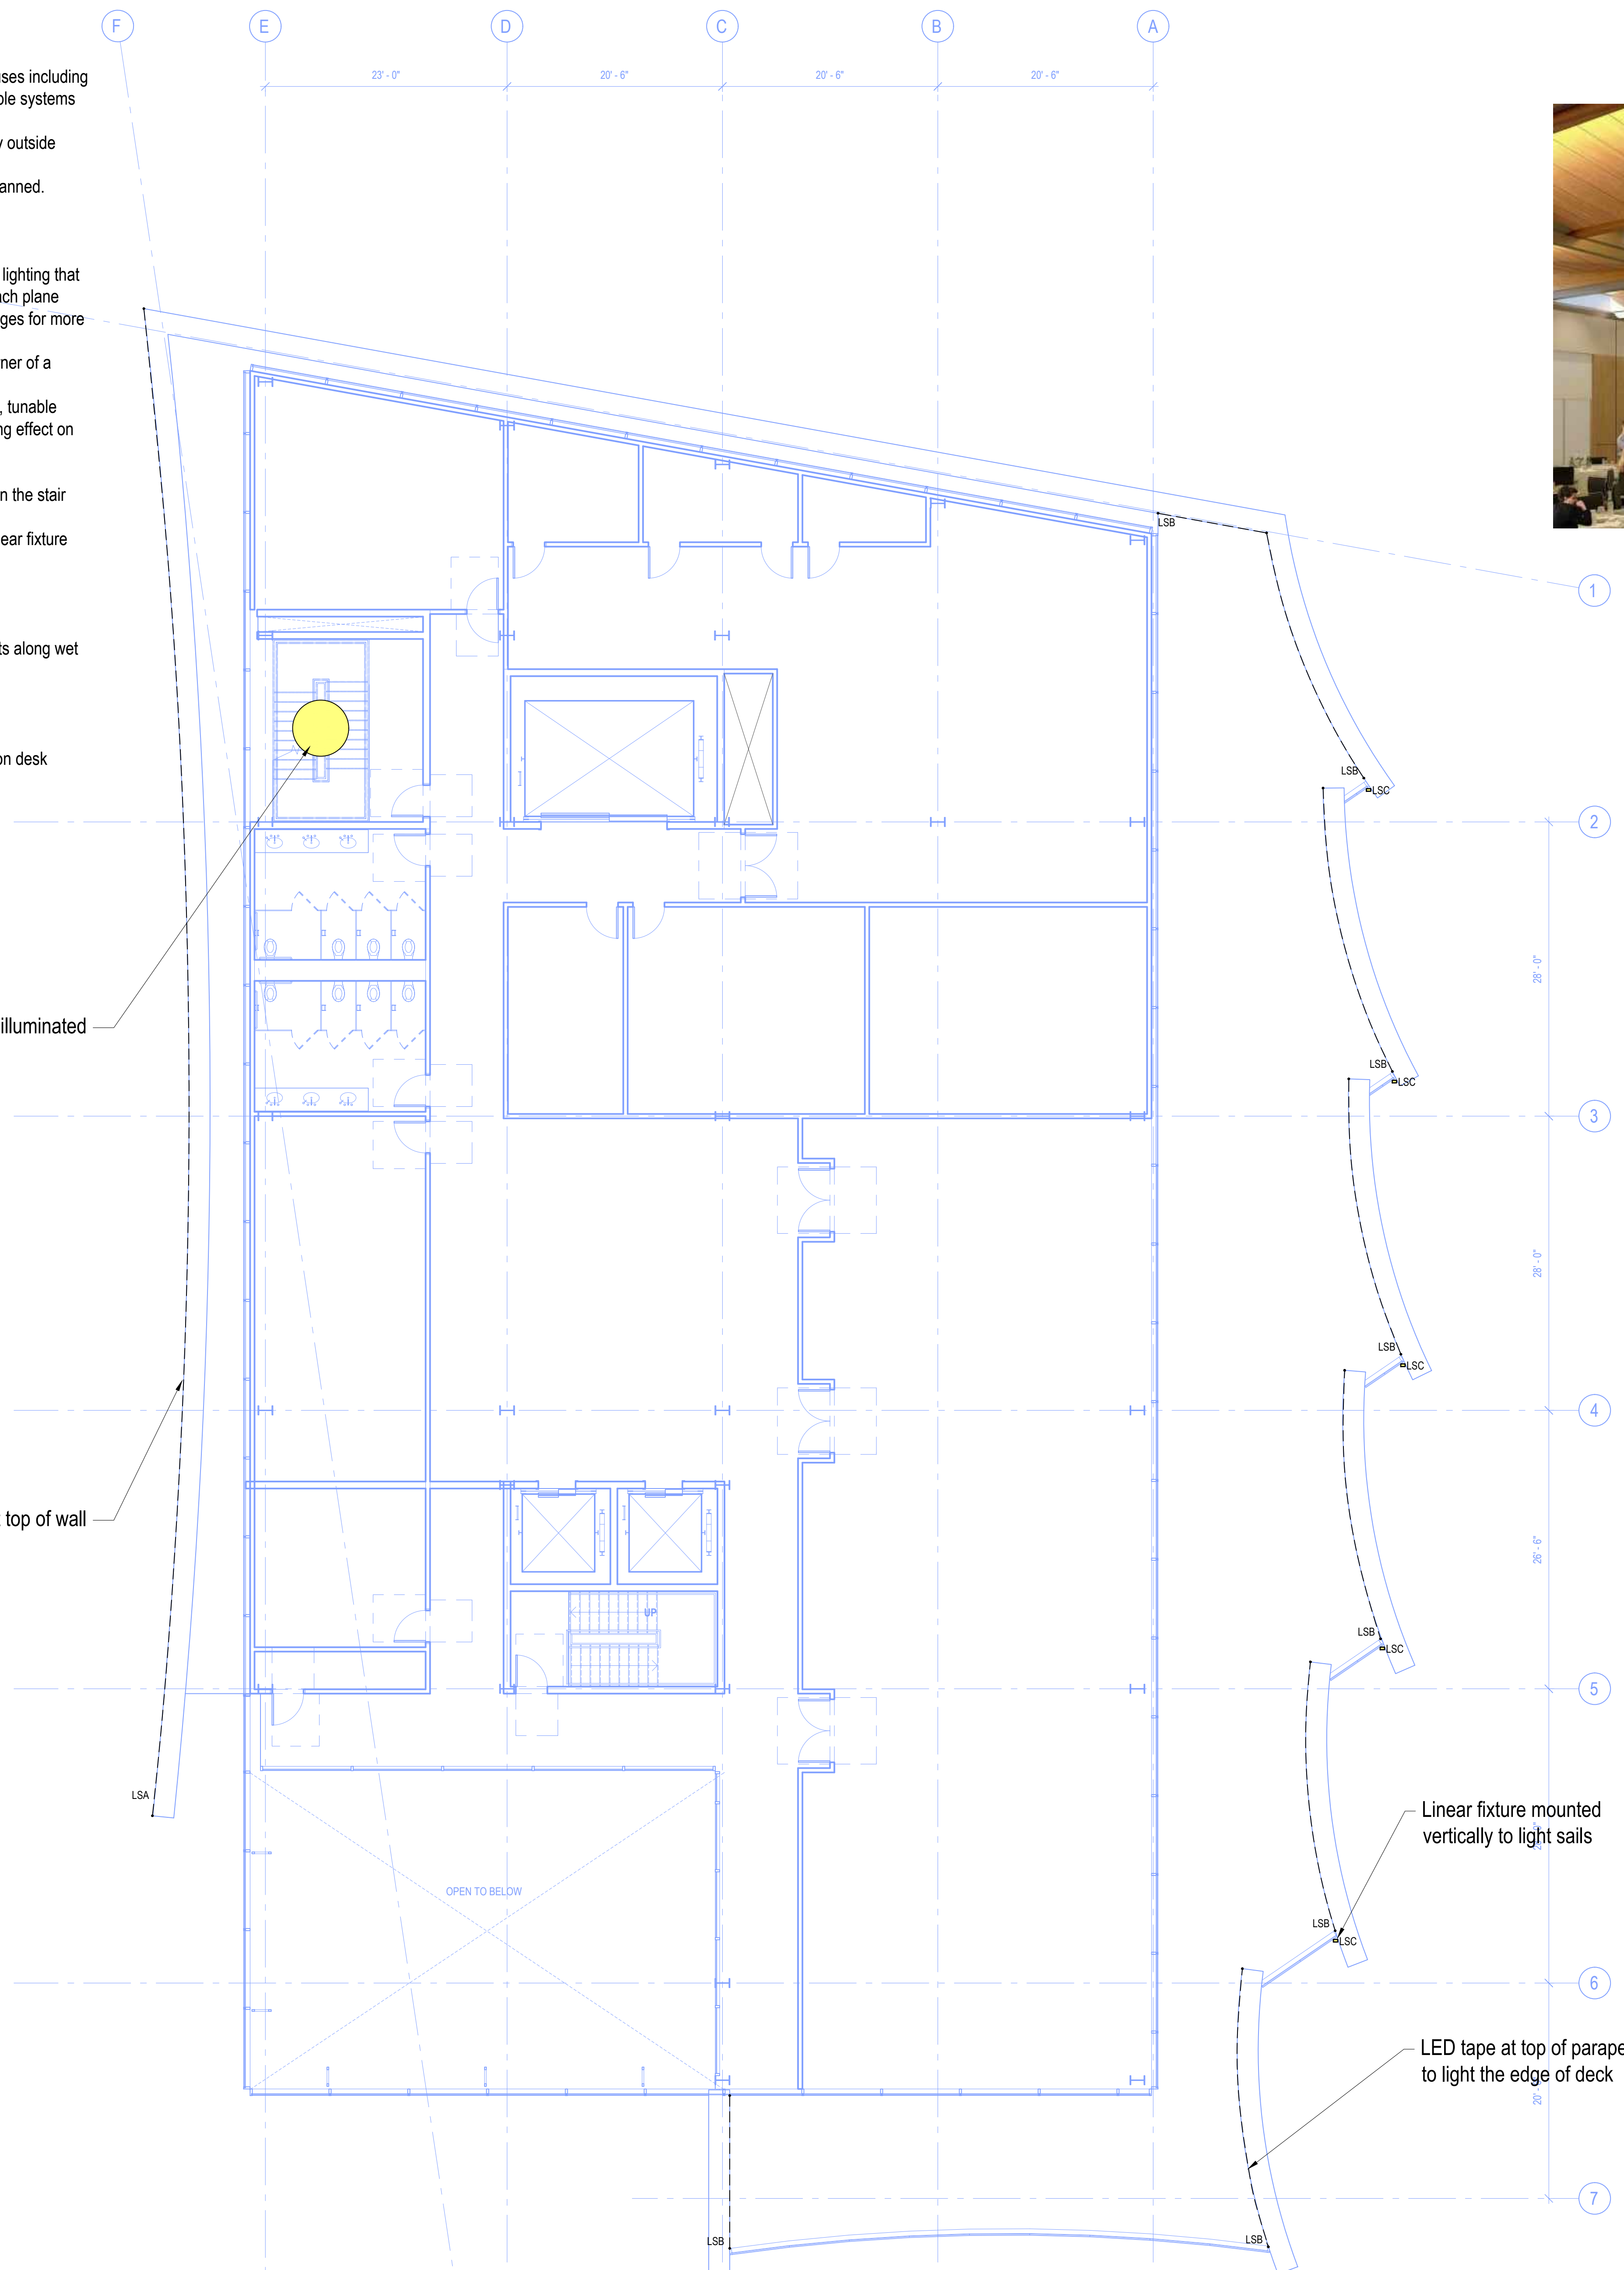 F
E
D
C
B
A
23' - 0"
20' - 6"
20' - 6"
20' - 6"
ses including
ble systems
outside
anned.
lighting that
ach plane
ges for more
ner of a
, tunable
ng effect on
n the stair
ear fixture
ts along wet
on desk
LSB
1
LSB
LSC
2
28' - 0"
illuminated
LSB
LSC
3
28' - 0"
LSB
LSC
4
top of wall
26' - 6"
UP
LSB
LSC
5
LSA
Linear fixture mounted
vertically to light sails
OPEN TO BELOW
LSB
LSC
6
LED tape at top of parape
to light the edge of deck
20' -
7
LSB
LSB